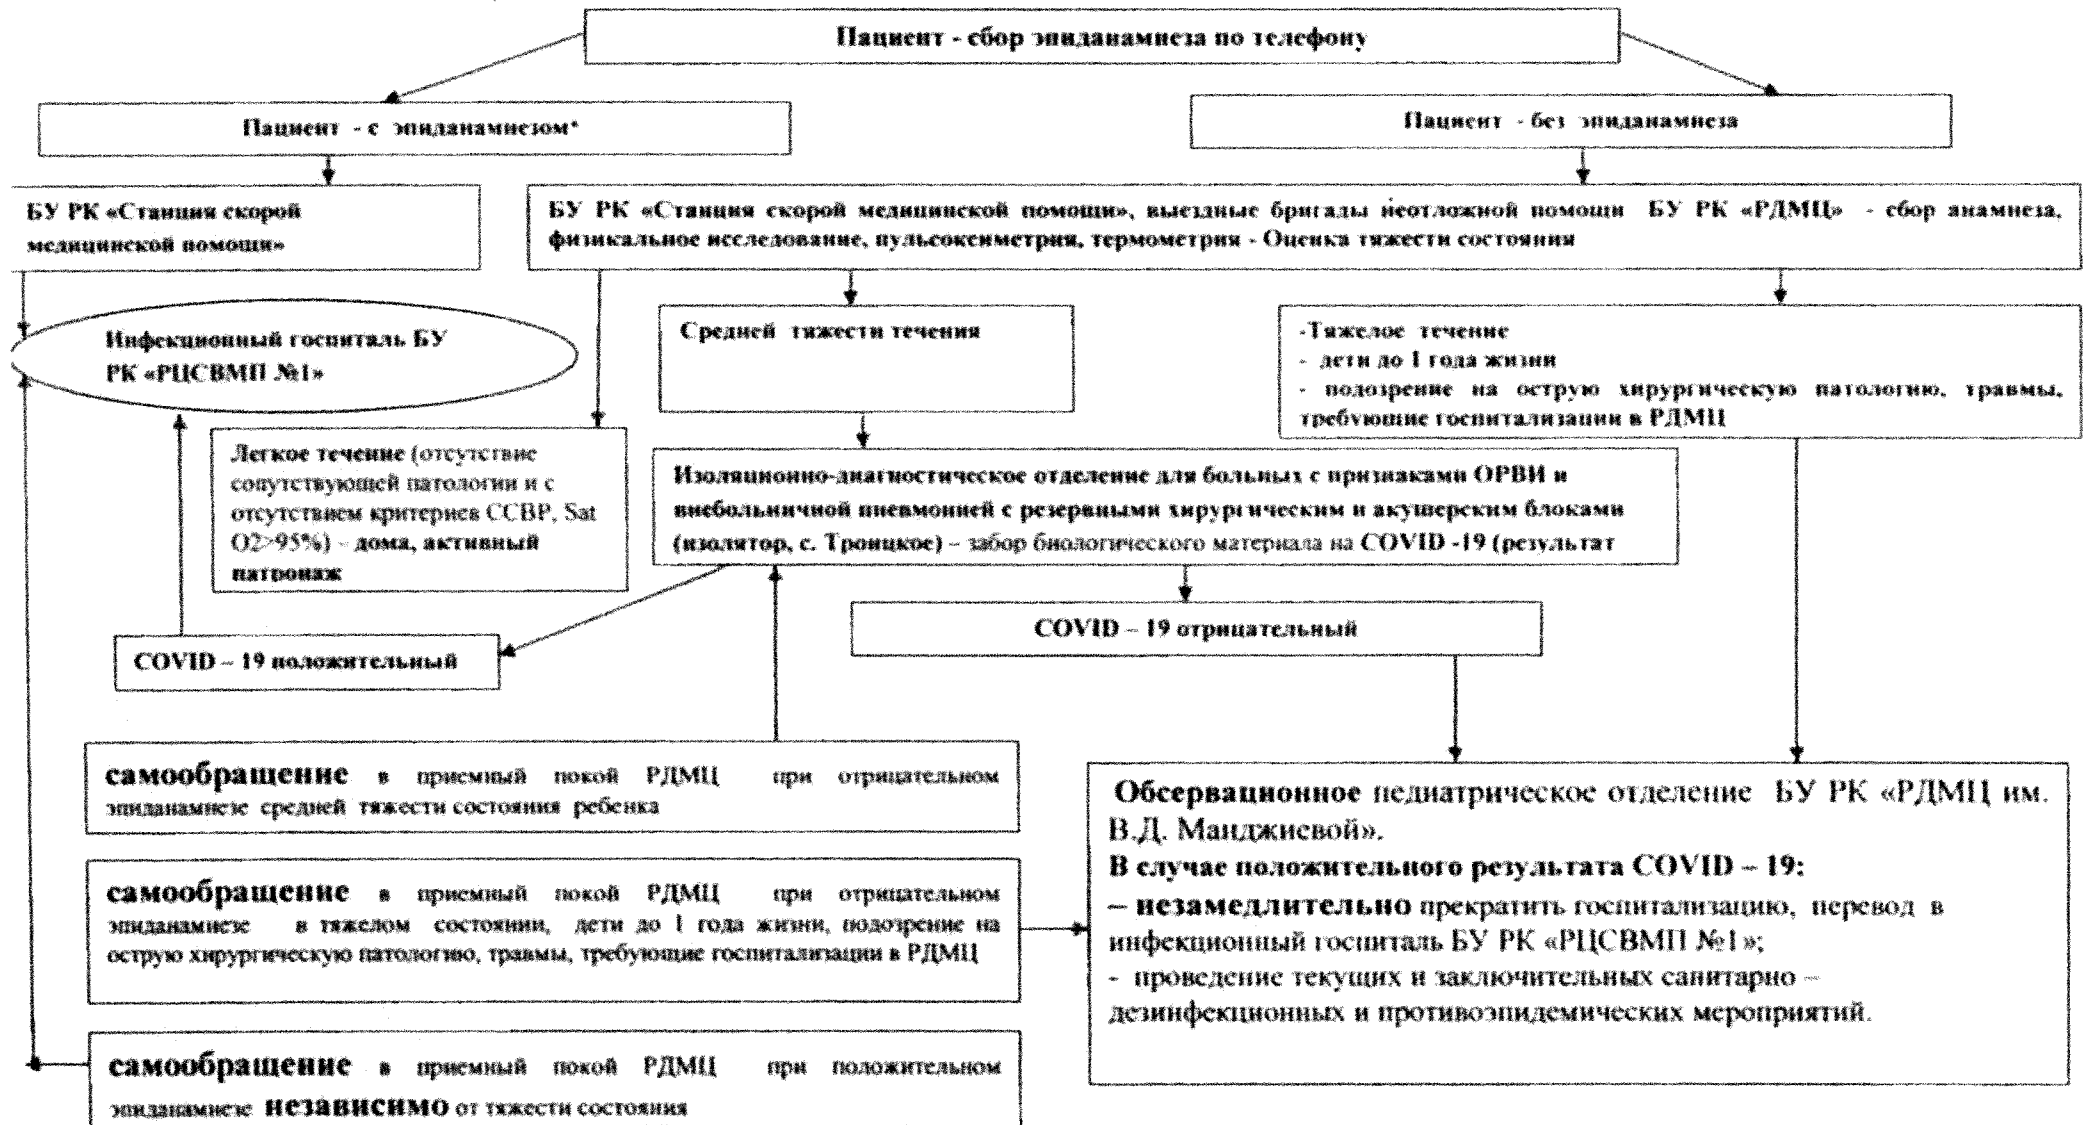 Пациент - сбор эпиданамнеза по телефону
Пациент - с эпиданамнезом*
Пациент - без эпиданамнеза
БУ РК «Станция скорой
медицинской помощи»
БУ РК «Станция скорой медицинской помощи», выездные бригады неотложной помощи БУ РК «РДМЦ» - сбор анамнеза,
физикальное исследование, пульсоксиметрия, термометрия - Оценка тяжести состояния
Инфекционный госпиталь БУ
РК «РЦСВМП №1»
Средней тяжести течения
-Тяжелое течение
- дети до 1 года жизни
- подозрение на острую хирургическую патологию, травмы,
требующие госпитализации в РДМЦ
Легкое течение (отсутствие
сопутствующей патологии и с
отсутствием критериев ССВР, Sat
O2>95%) – дома, активный
патронаж
Изоляционно-диагностическое отделение для больных с признаками ОРВИ и
внебольничной пневмонией с резервными хирургическим и акушерским блоками
(изолятор, с. Троицкое) – забор биологического материала на COVID -19 (результат
COVID – 19 отрицательный
COVID – 19 положительный
самообращение в приемный покой РДМЦ при отрицательном
эпиданамнезе средней тяжести состояния ребенка
самообращение в приемный покой РДМЦ при отрицательном
эпиданамнезе в тяжелом состоянии, дети до 1 года жизни, подозрение на
острую хирургическую патологию, травмы, требующие госпитализации в РДМЦ
самообращение в приемный покой РДМЦ при положительном
эпиданамнезе независимо от тяжести состояния
Обсервационное педиатрическое отделение БУ РК «РДМЦ им.
В.Д. Манджиевой».
В случае положительного результата COVID – 19:
– незамедлительно прекратить госпитализацию, перевод в
инфекционный госпиталь БУ РК «РЦСВМП №1»;
- проведение текущих и заключительных санитарно –
дезинфекционных и противоэпидемических мероприятий.